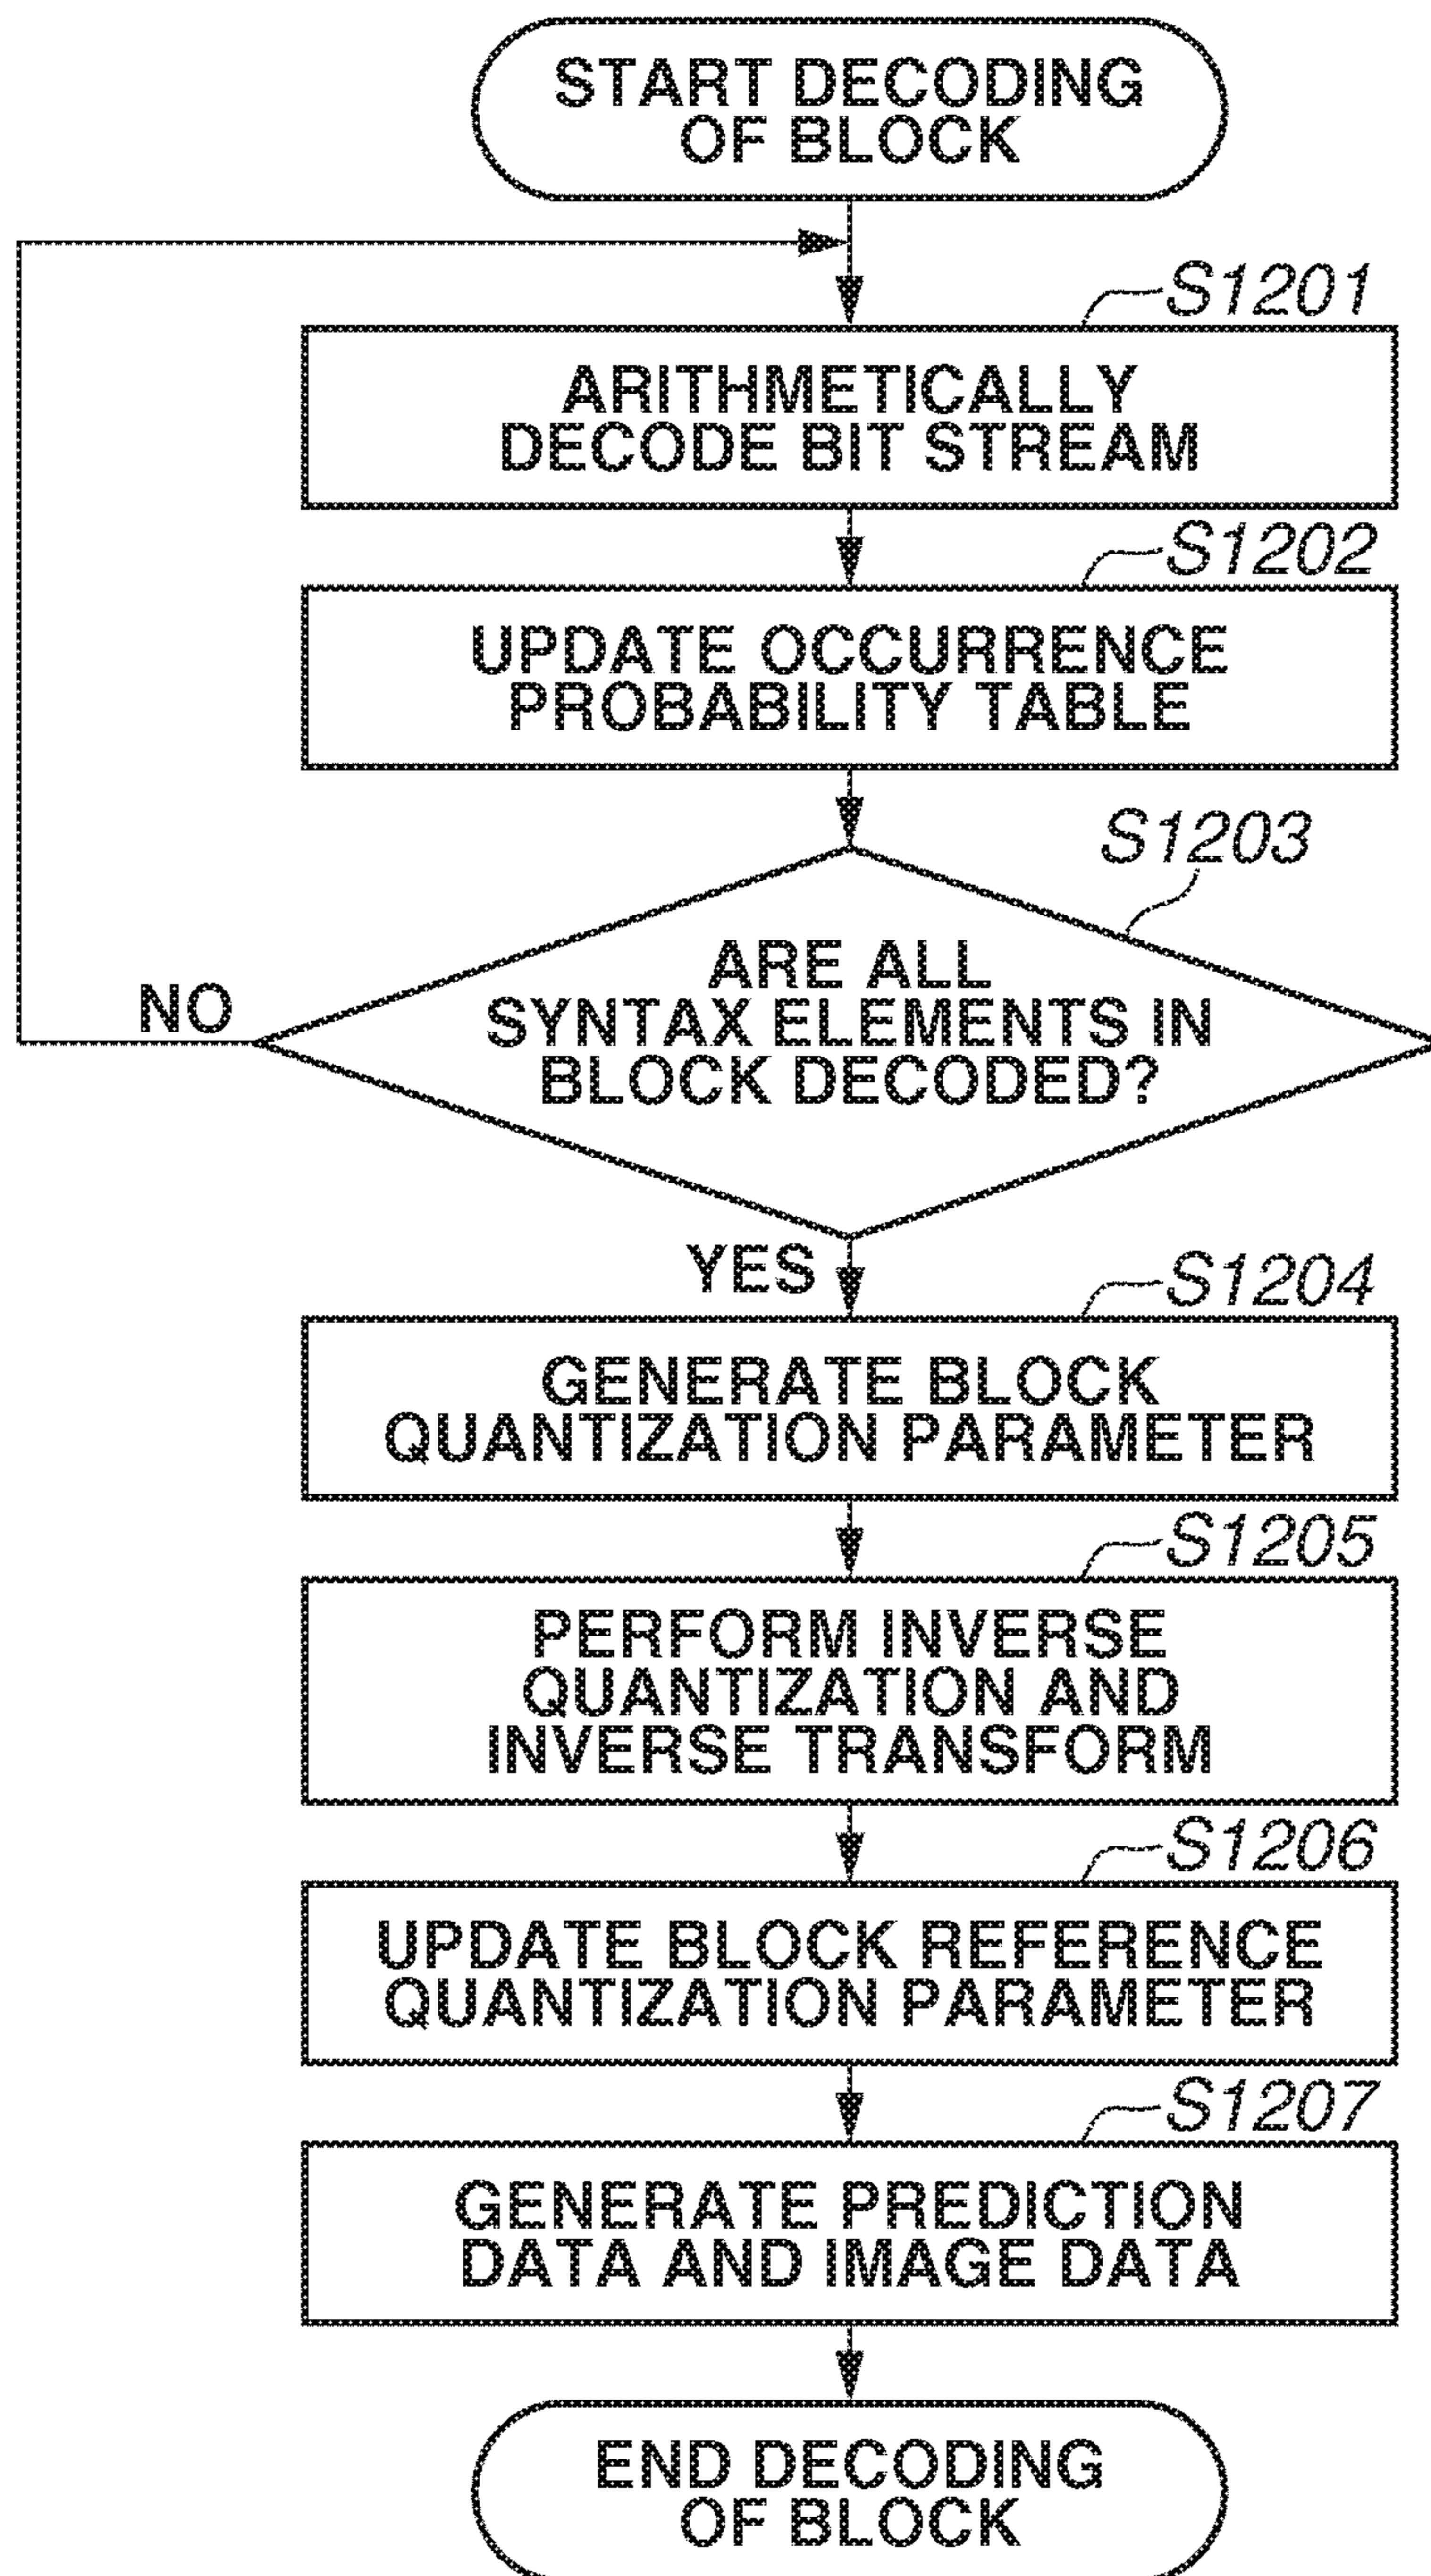 START DECODING
OF BLOCK
S1201
ARITHMETICALLY
DECODE BIT STREAM
S1202
UPDATE OCCURRENCE
PROBABILITY TABLE
S1203
ARE ALL
SYNTAX ELEMENTS IN
BLOCK DECODED?
NO
YES
S1204
GENERATE BLOCK
QUANTIZATION PARAMETER
S1205
PERFORM INVERSE
QUANTIZATION AND
INVERSE TRANSFORM
S1206
UPDATE BLOCK REFERENCE
QUANTIZATION PARAMETER
S1207
GENERATE PREDICTION
DATA AND IMAGE DATA
END DECODING
OF BLOCK